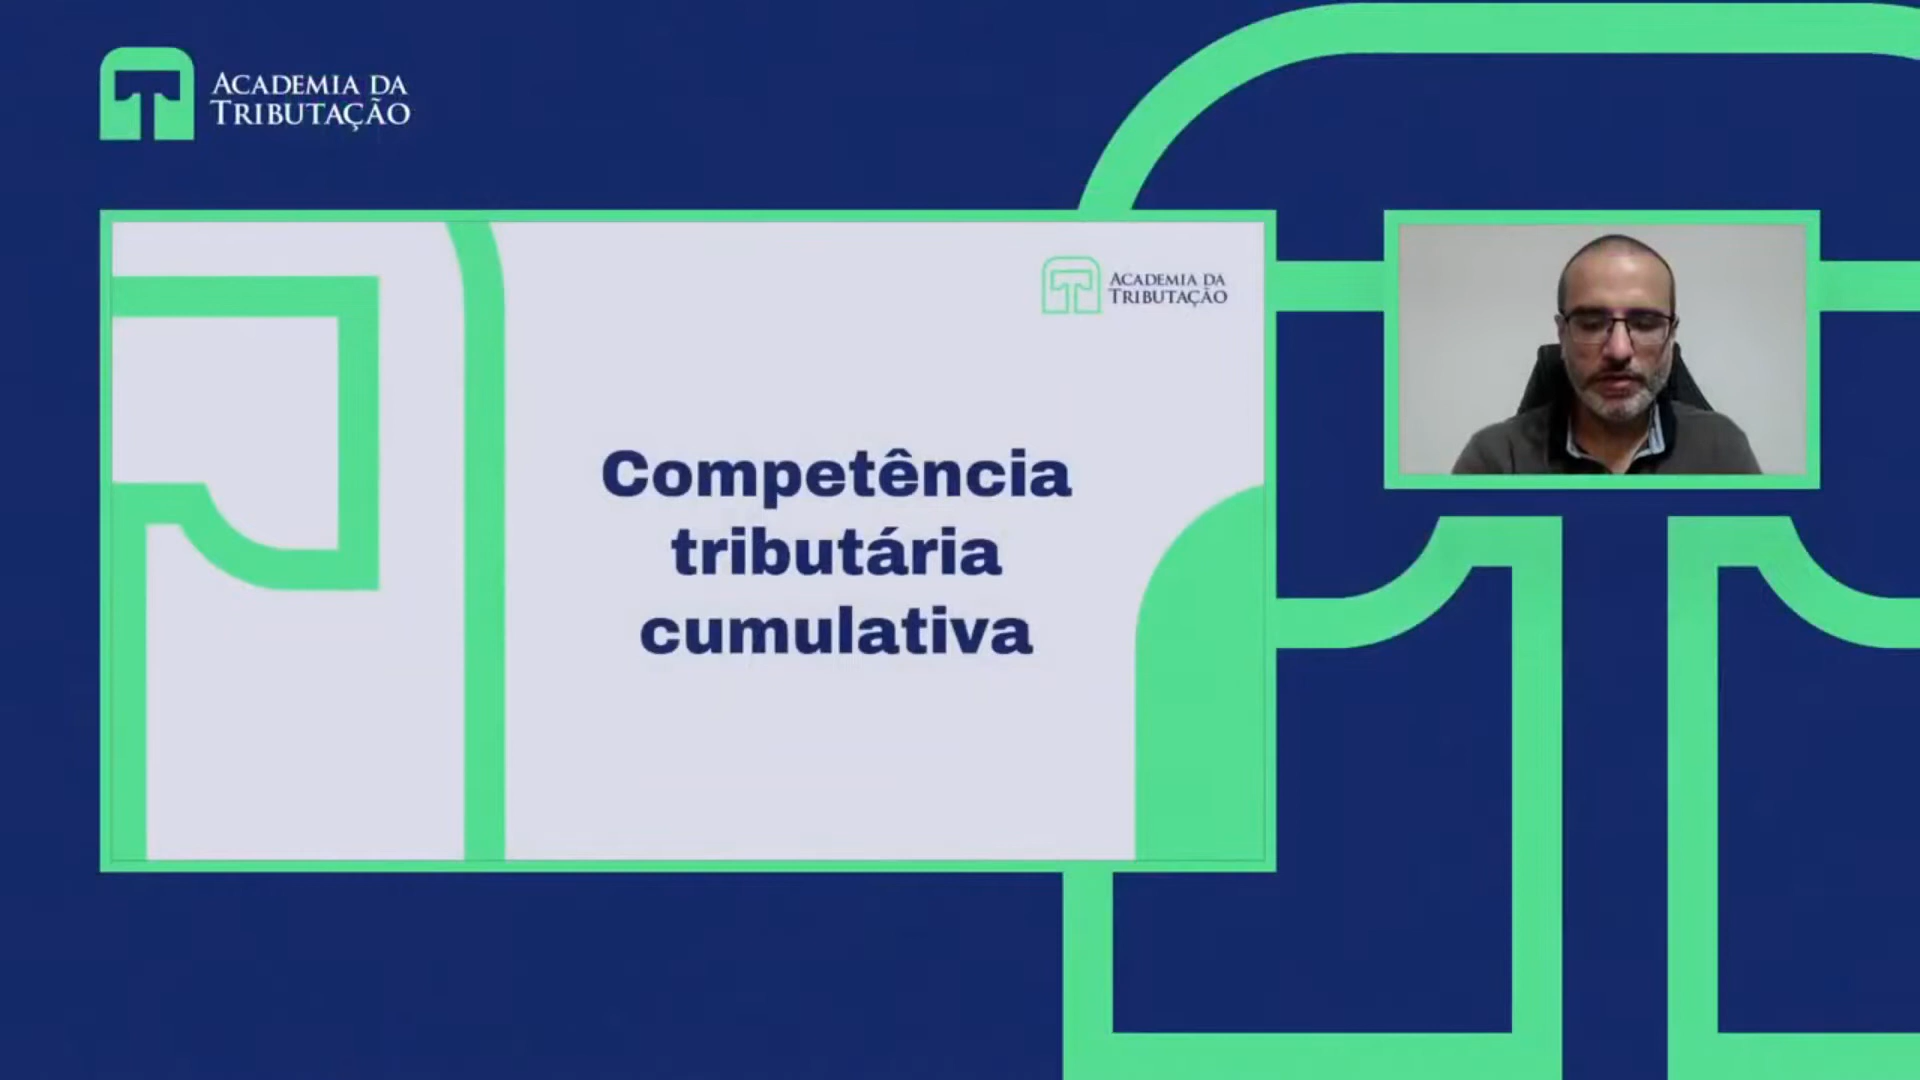 ACADEMIA DA
TRIBUTAÇÃO
ACADEMIA DA
TRIBUTAÇÃO
Competência
tributária
cumulativa